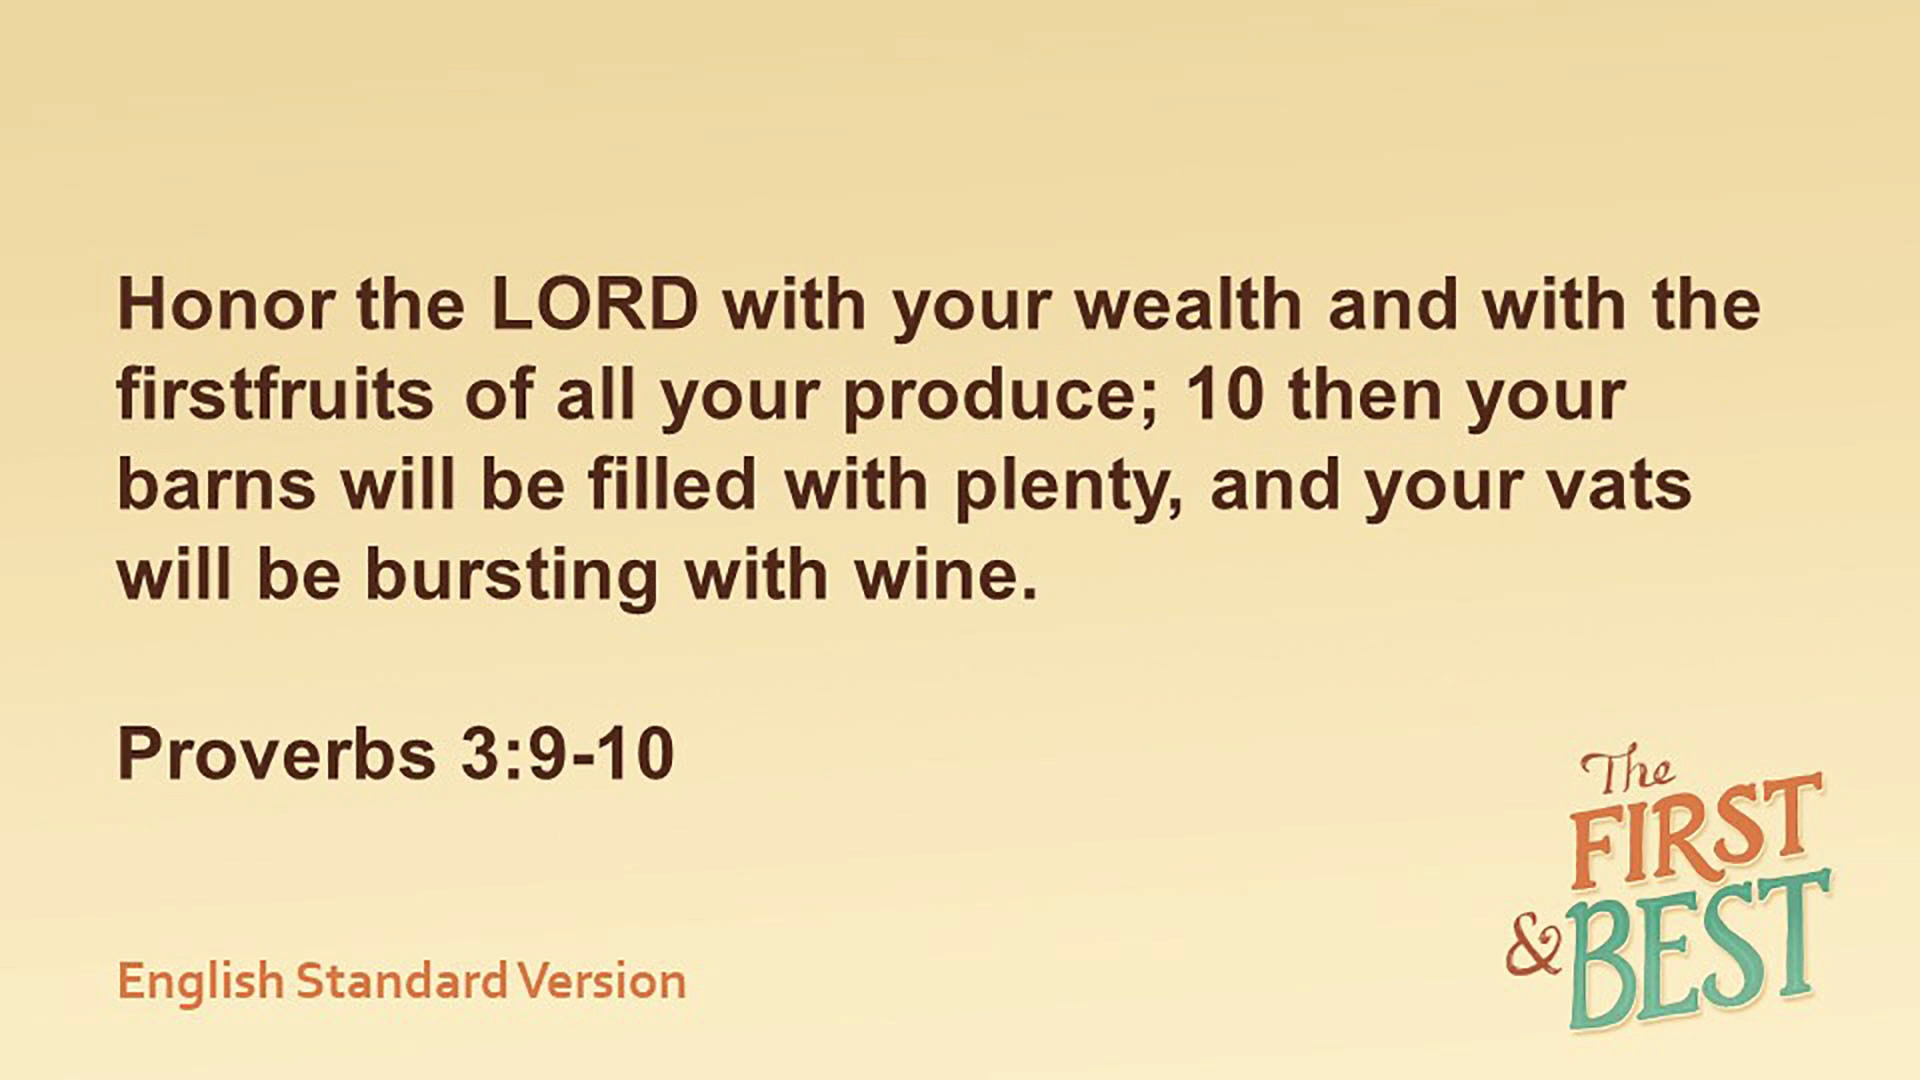 Honor the LORD with your wealth and with the
firstfruits of all your produce; 10 then your
barns will be filled with plenty, and your vats
will be bursting with wine.
Proverbs 3:9-10
The
FIRST
& BEST
English Standard Version